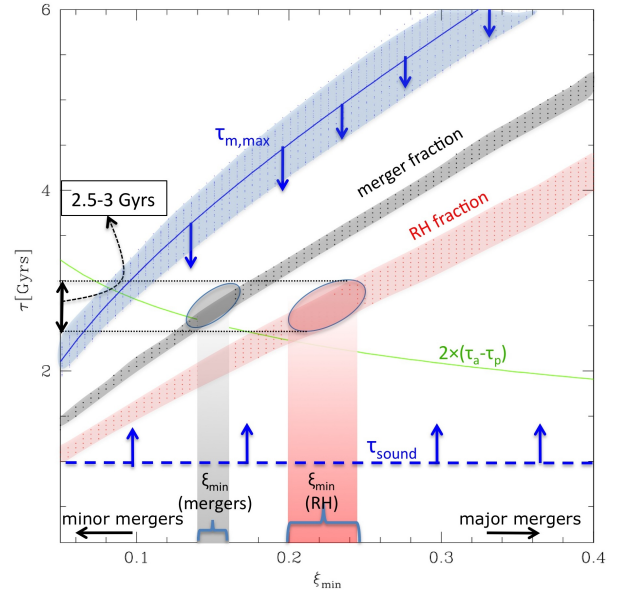 6
τm,max
merger fraction
2.5-3 Gyrs
RH fraction
4
τ[Gyrs]
2×(τa-τp)
2
τsound
ξmin
(mergers)
ξmin
(RH)
minor mergers
major mergers
0.1
0.2
0.3
0.4
ξmin